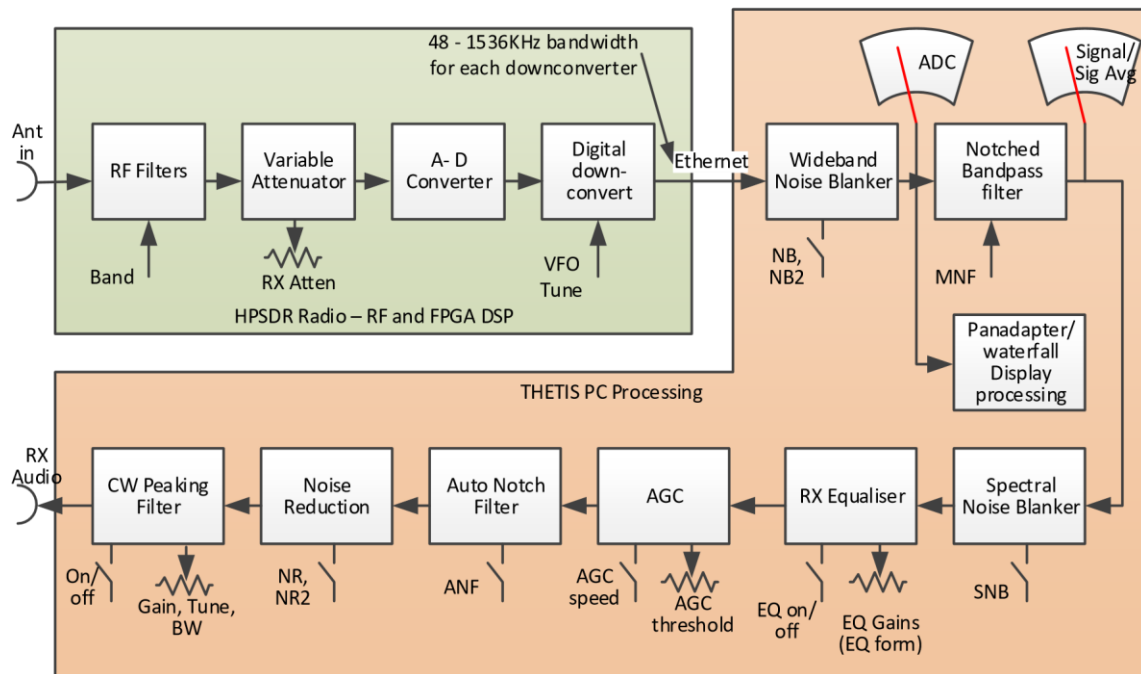 48 - 1536KHz bandwidth
for each downconverter
ADC
Signal/
Sig Avg
Ant
in
RF Filters
Variable
Attenuator
A- D
Converter
Digital
down-
convert
Ethernet
Wideband
Noise Blanker
Notched
Bandpass
filter
Band
RX Atten
VFO
Tune
NB,
NB2
MNF
HPSDR Radio – RF and FPGA DSP
Panadapter/
waterfall
Display
processing
THETIS PC Processing
RX
Audio
CW Peaking
Filter
Noise
Reduction
Auto Notch
Filter
AGC
RX Equaliser
Spectral
Noise Blanker
On/
off
Gain, Tune,
BW
NR,
NR2
ANF
AGC
speed
AGC
threshold
EQ on/
off
EQ Gains
(EQ form)
SNB